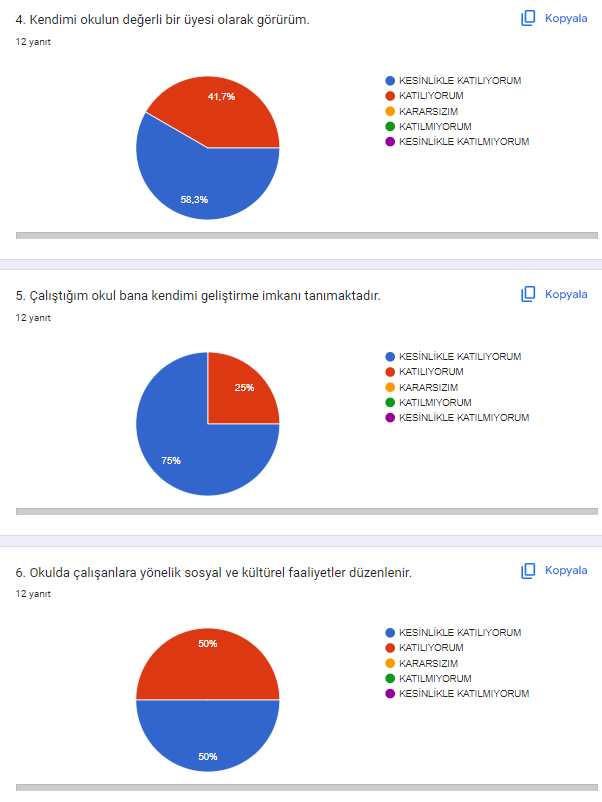 4. Kendimi okulun değerli bir üyesi olarak görürüm.
Kopyala
12 yanıt
41,7%
58,3%
KESİNLİKLE KATILIYORUM
KATILIYORUM
KARARSIZIM
KATILMIYORUM
KESİNLİKLE KATILMIYORUM
5. Çalıştığım okul bana kendimi geliştirme imkanı tanımaktadır.
Kopyala
12 yanıt
25%
75%
KESİNLİKLE KATILIYORUM
KATILIYORUM
KARARSIZIM
KATILMIYORUM
KESİNLİKLE KATILMIYORUM
6. Okulda çalışanlara yönelik sosyal ve kültürel faaliyetler düzenlenir.
Kopyala
12 yanıt
50%
50%
KESİNLİKLE KATILIYORUM
KATILIYORUM
KARARSIZIM
KATILMIYORUM
KESİNLİKLE KATILMIYORUM